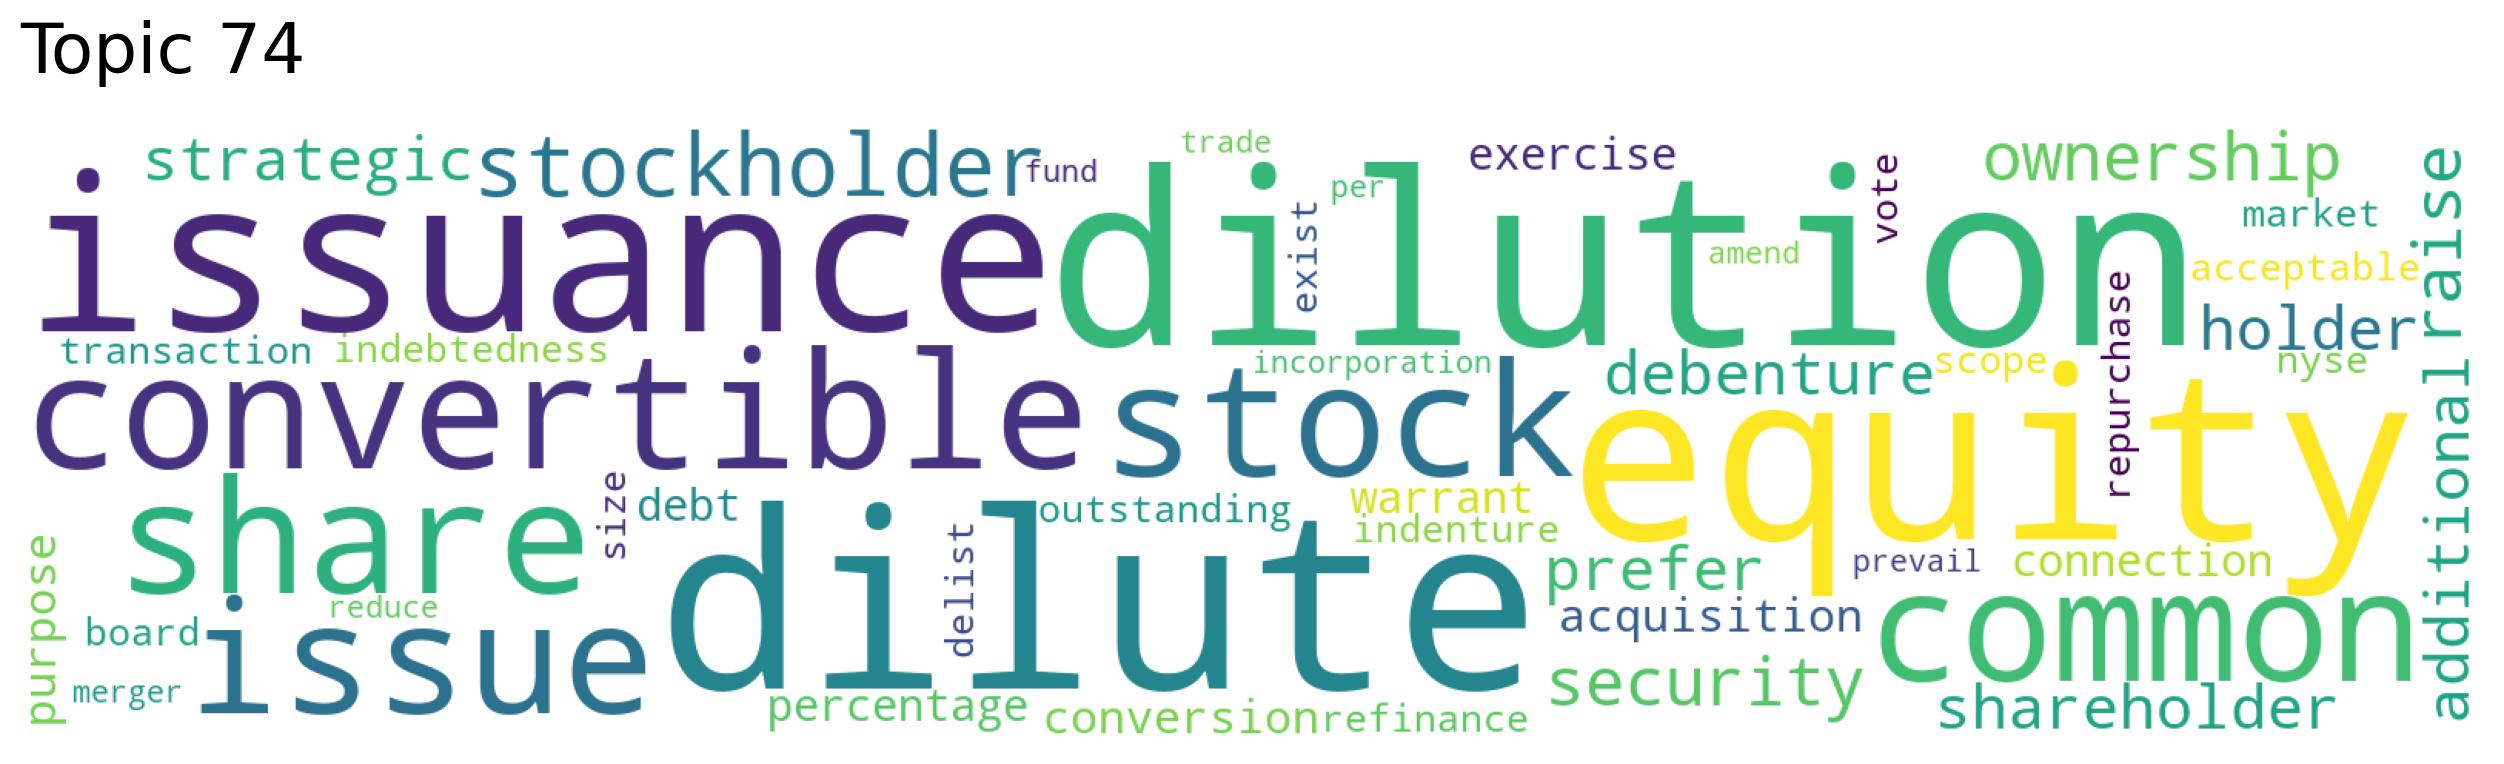 Topic 74
strategic
stockholder
fund
trade
per
exercise
vote
ownership
market
acceptable
raise
issuance
dilution
exist
amend
repurchase
holder
nyse
transaction
indebtedness
incorporation
debenture
scope
convertible
stock
equity
additional
share
size
debt
outstanding
warrant
indenture
prefer
prevail
connection
purpose
board
reduce
merger
issue
delist
dilute
acquisition
common
security
shareholder
percentage
conversion
refinance